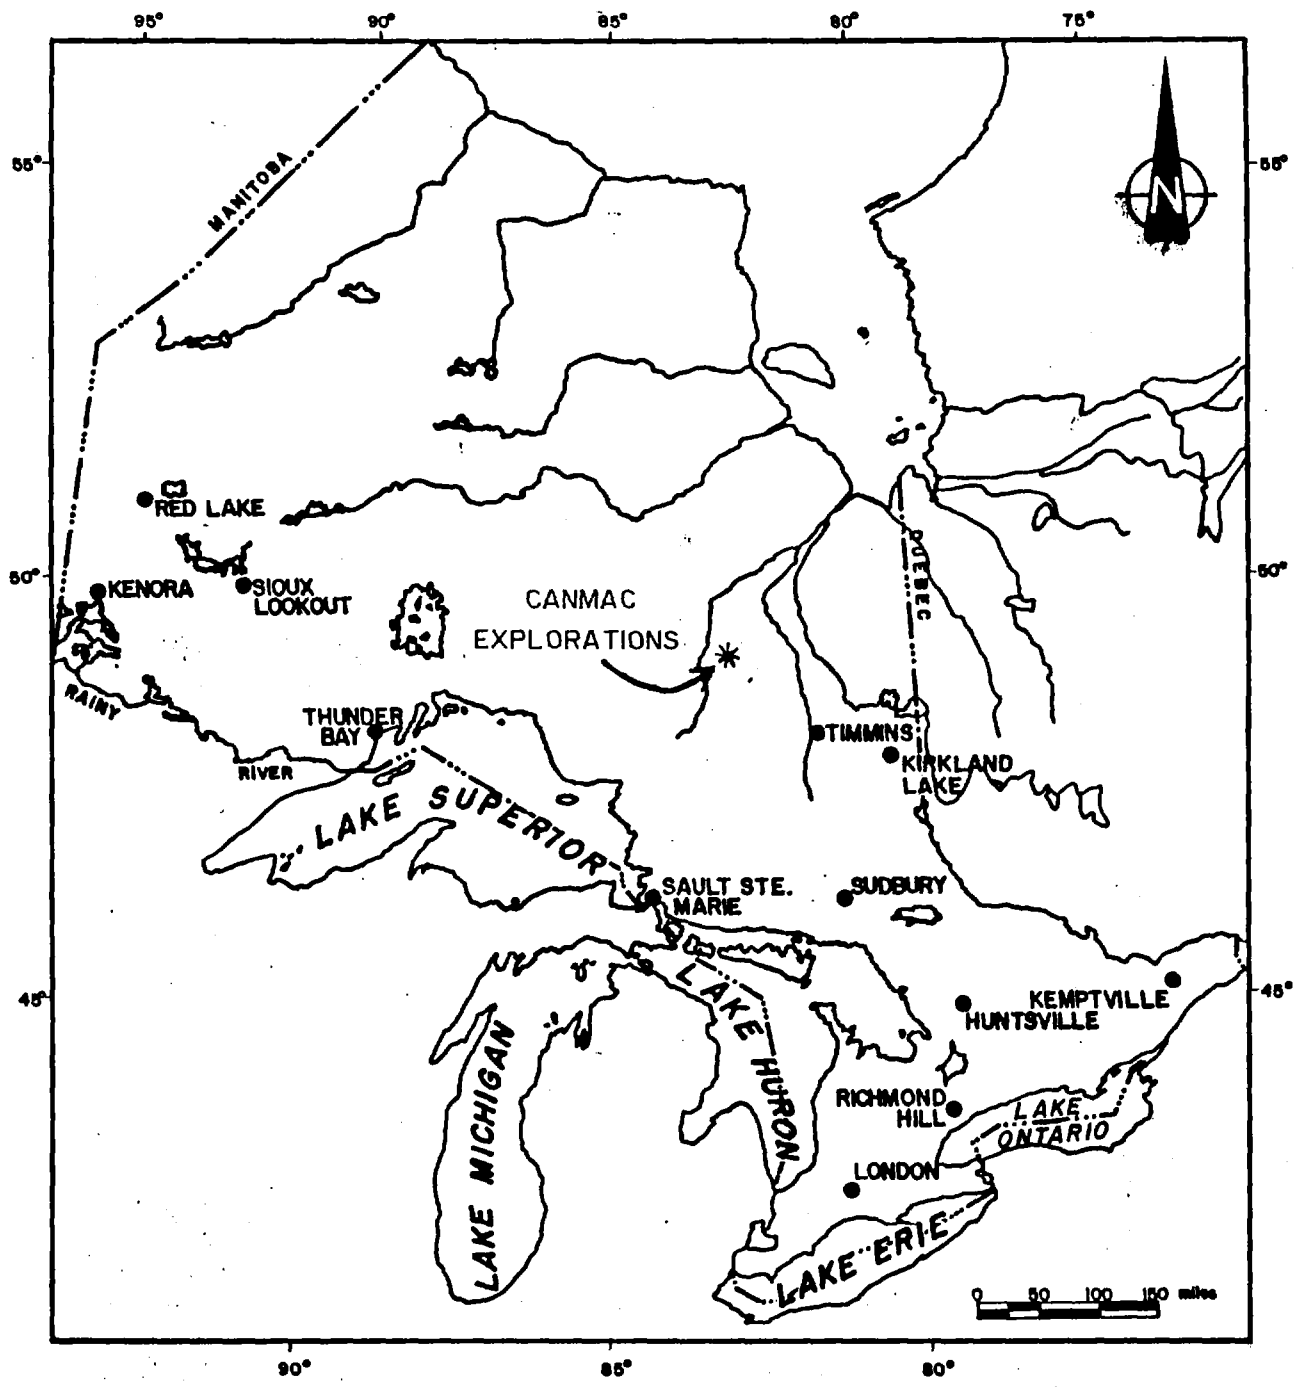 95° 90° 85° 80° 75°
55° 55°
MANITOBA
N
RED LAKE
50° 50°
KENORA
SIOUX
LOOKOUT
CANMAC
EXPLORATIONS
QUEBEC
RAINY
RIVER
THUNDER
BAY
TIMMINS
KIRKLAND
LAKE
LAKE SUPERIOR
SAULT STE.
MARIE
SUDBURY
45° 45°
KEMPTVILLE
HUNTSVILLE
LAKE HURON
LAKE MICHIGAN
RICHMOND
HILL
LAKE
ONTARIO
LONDON
LAKE ERIE
0 50 100 150 miles
90° 85° 80°